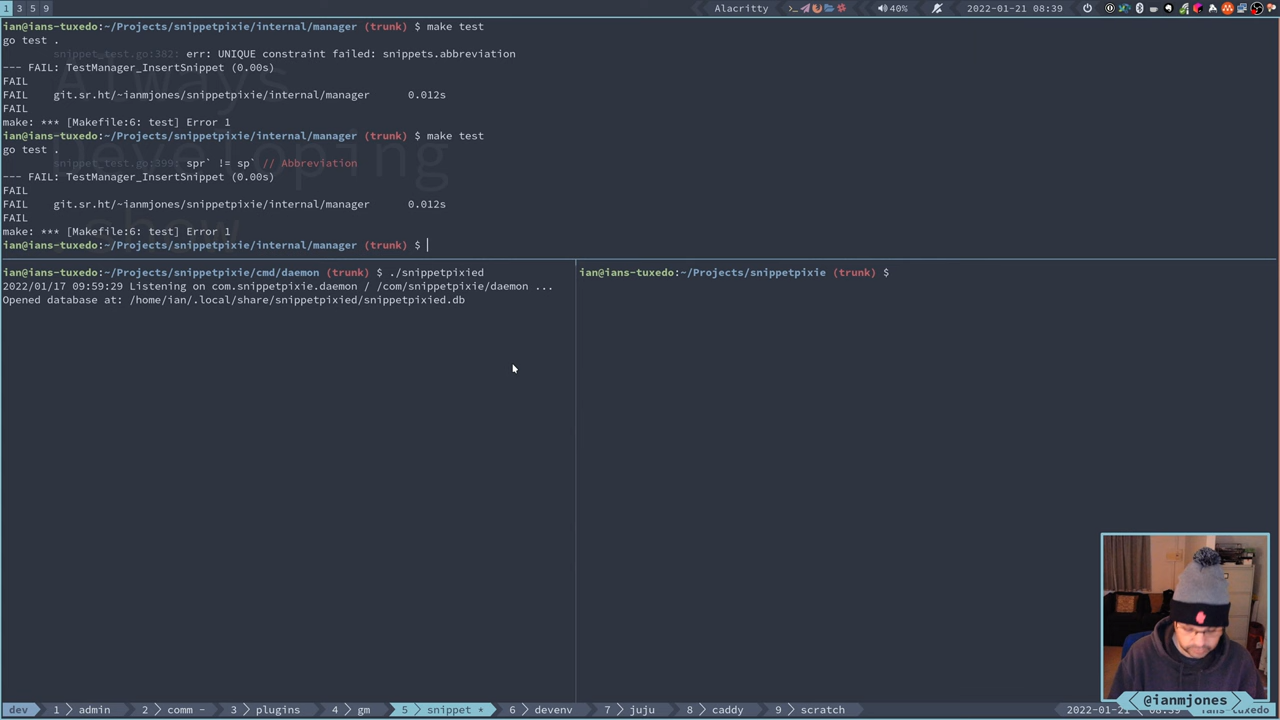 1 3 5 9
Alacritty
40%
2022-01-21 08:39
ian@ians-tuxedo:~/Projects/snippetpixie/internal/manager (trunk) $ make test
go test .
snippet_test.go:382: err: UNIQUE constraint failed: snippets.abbreviation
--- FAIL: TestManager_InsertSnippet (0.00s)
FAIL
FAIL git.sr.ht/~ianmjones/snippetpixie/internal/manager 0.012s
FAIL
make: *** [Makefile:6: test] Error 1
ian@ians-tuxedo:~/Projects/snippetpixie/internal/manager (trunk) $ make test
go test .
snippet_test.go:399: spr` != sp` // Abbreviation
--- FAIL: TestManager_InsertSnippet (0.00s)
FAIL
FAIL git.sr.ht/~ianmjones/snippetpixie/internal/manager 0.012s
FAIL
make: *** [Makefile:6: test] Error 1
ian@ians-tuxedo:~/Projects/snippetpixie/internal/manager (trunk) $
Always
Developing
show
ian@ians-tuxedo:~/Projects/snippetpixie/cmd/daemon (trunk) $ ./snippetpixied
2022/01/17 09:59:29 Listening on com.snippetpixie.daemon / /com/snippetpixie/daemon ...
Opened database at: /home/ian/.local/share/snippetpixied/snippetpixied.db
ian@ians-tuxedo:~/Projects/snippetpixie (trunk) $
@ianmjones
dev 1 admin 2 comm - 3 plugins 4 gm 5 snippet * 6 devenv 7 juju 8 caddy 9 scratch 2022-01-21 08:39 ians-tuxedo